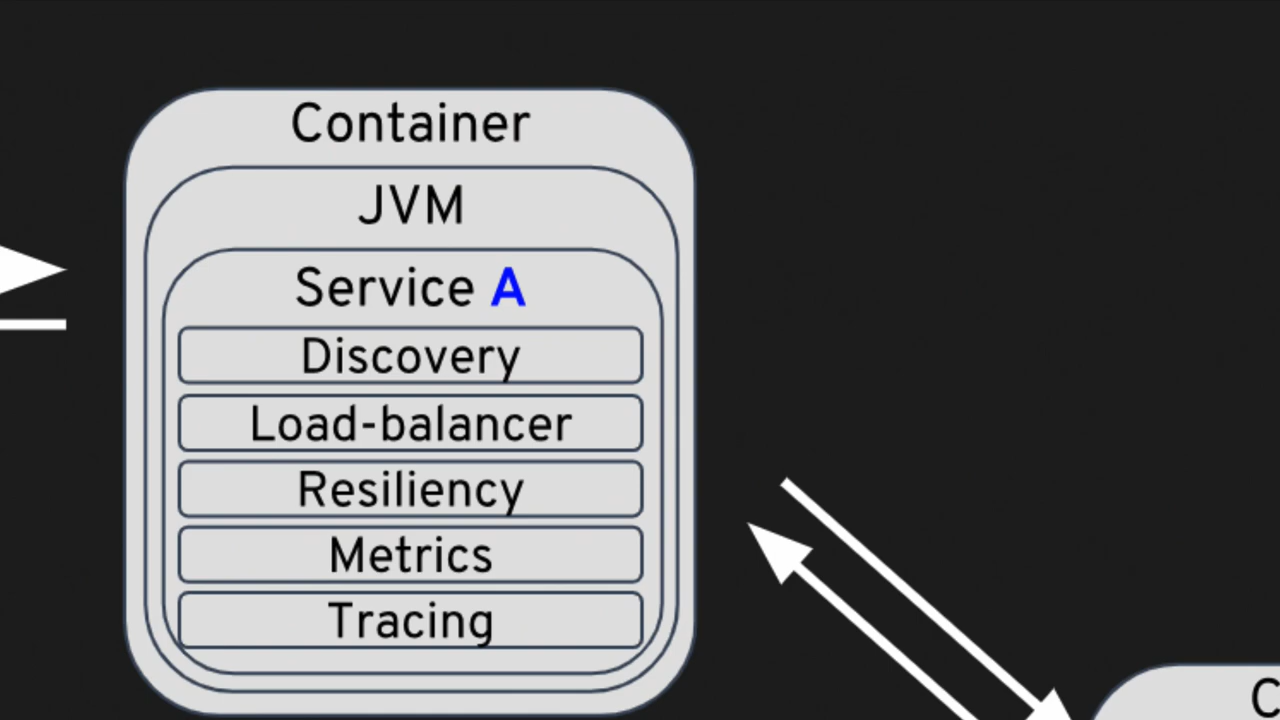 Container
JVM
Service A
Discovery
Load-balancer
Resiliency
Metrics
Tracing
C